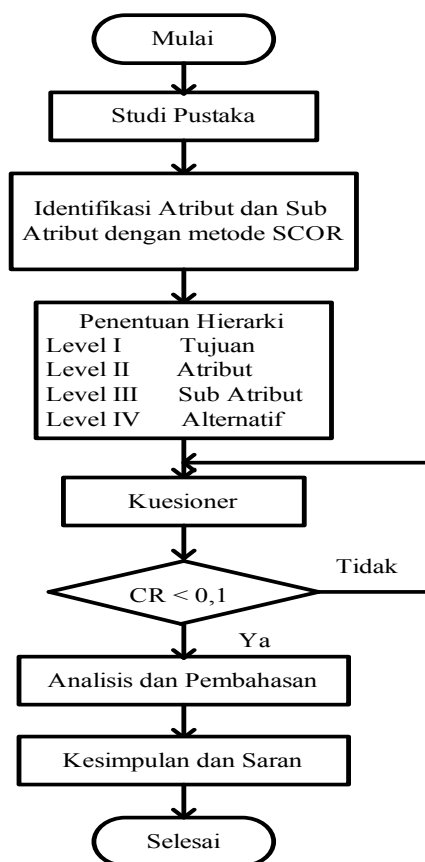 Mulai
Studi Pustaka
Identifikasi Atribut dan Sub
Atribut dengan metode SCOR
Penentuan Hierarki
Level I Tujuan
Level II Atribut
Level III Sub Atribut
Level IV Alternatif
Kuesioner
Tidak
CR < 0,1
Ya
Analisis dan Pembahasan
Kesimpulan dan Saran
Selesai